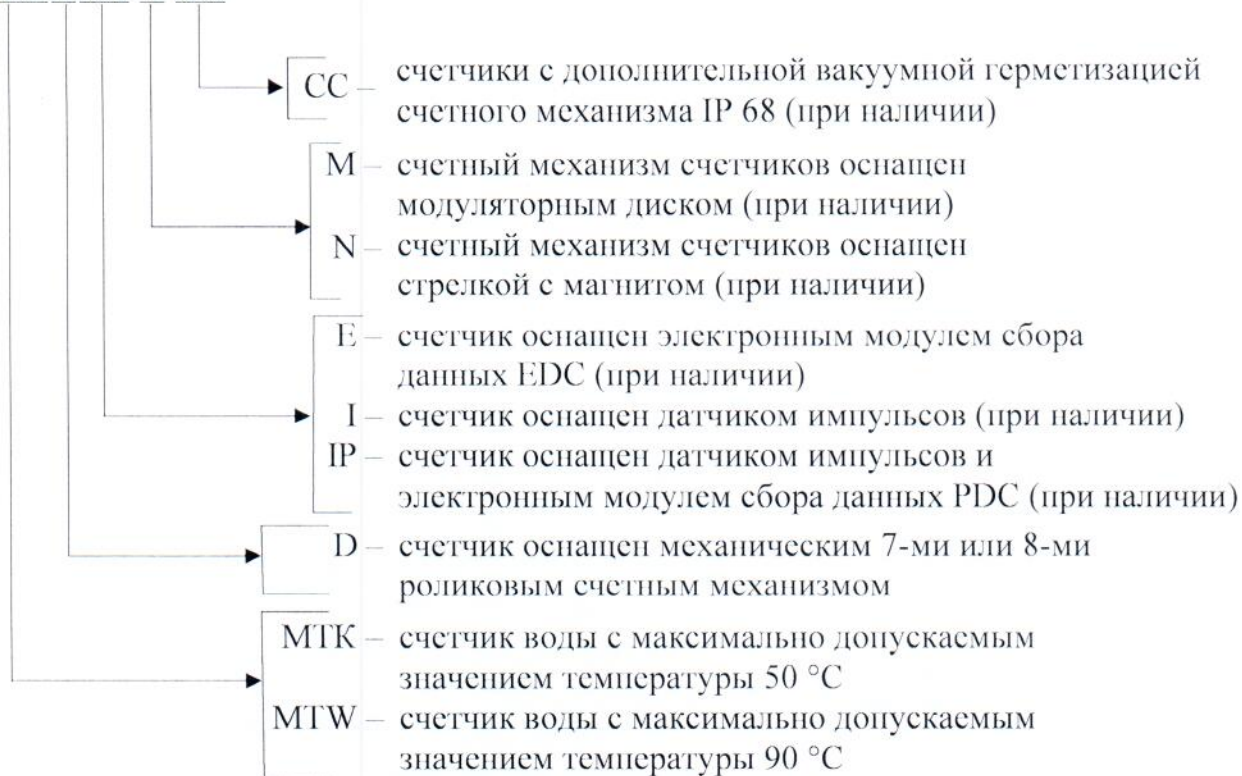 CC – счетчики с дополнительной вакуумной герметизацией
счетного механизма IP 68 (при наличии)
M – счетный механизм счетчиков оснащен
модуляторным диском (при наличии)
N – счетный механизм счетчиков оснащен
стрелкой с магнитом (при наличии)
E – счетчик оснащен электронным модулем сбора
данных EDC (при наличии)
I – счетчик оснащен датчиком импульсов (при наличии)
IP – счетчик оснащен датчиком импульсов и
электронным модулем сбора данных PDC (при наличии)
D – счетчик оснащен механическим 7-ми или 8-ми
роликовым счетным механизмом
МТК – счетчик воды с максимально допускаемым
значением температуры 50 °С
MTW – счетчик воды с максимально допускаемым
значением температуры 90 °С